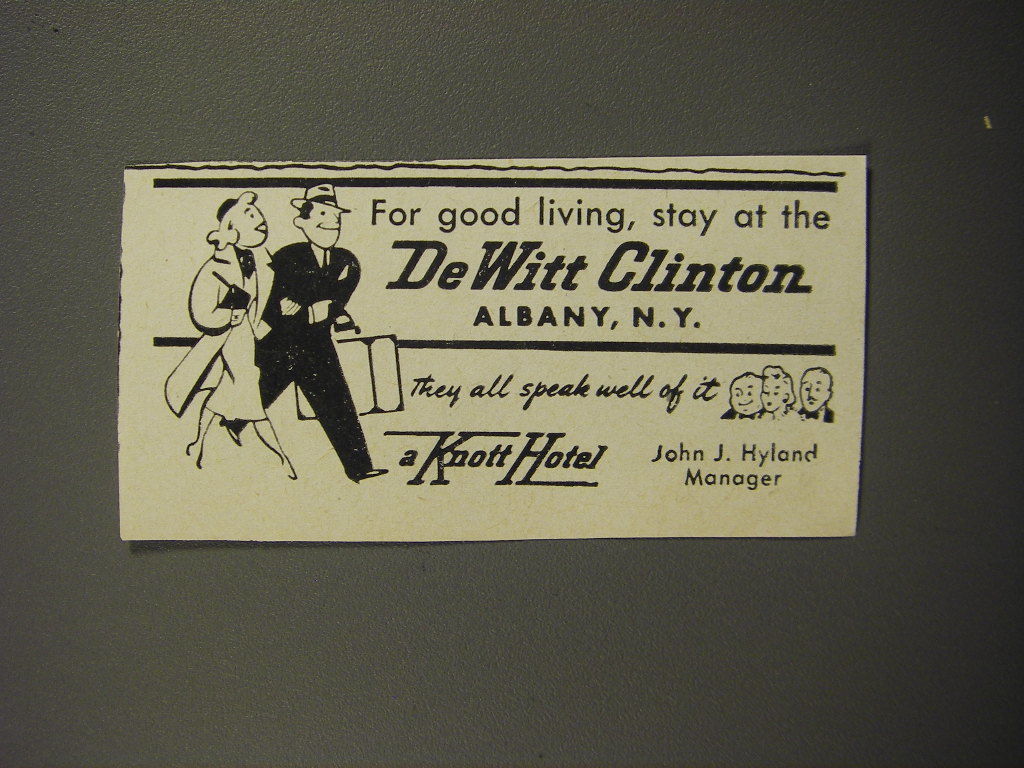 For good living, stay at the
DeWitt Clinton
ALBANY, N.Y.
They all speak well of it
a Knott Hotel
John J. Hyland
Manager